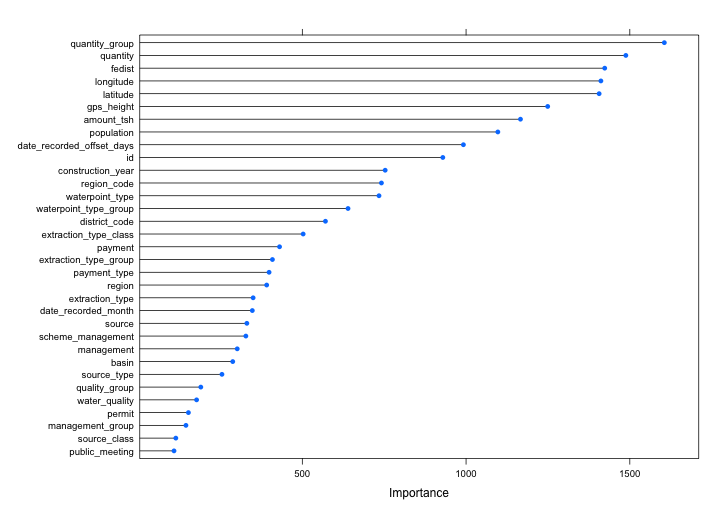 quantity_group
quantity
fedist
longitude
latitude
gps_height
amount_tsh
population
date_recorded_offset_days
id
construction_year
region_code
waterpoint_type
waterpoint_type_group
district_code
extraction_type_class
payment
extraction_type_group
payment_type
region
extraction_type
date_recorded_month
source
scheme_management
management
basin
source_type
quality_group
water_quality
permit
management_group
source_class
public_meeting
500 1000 1500
Importance